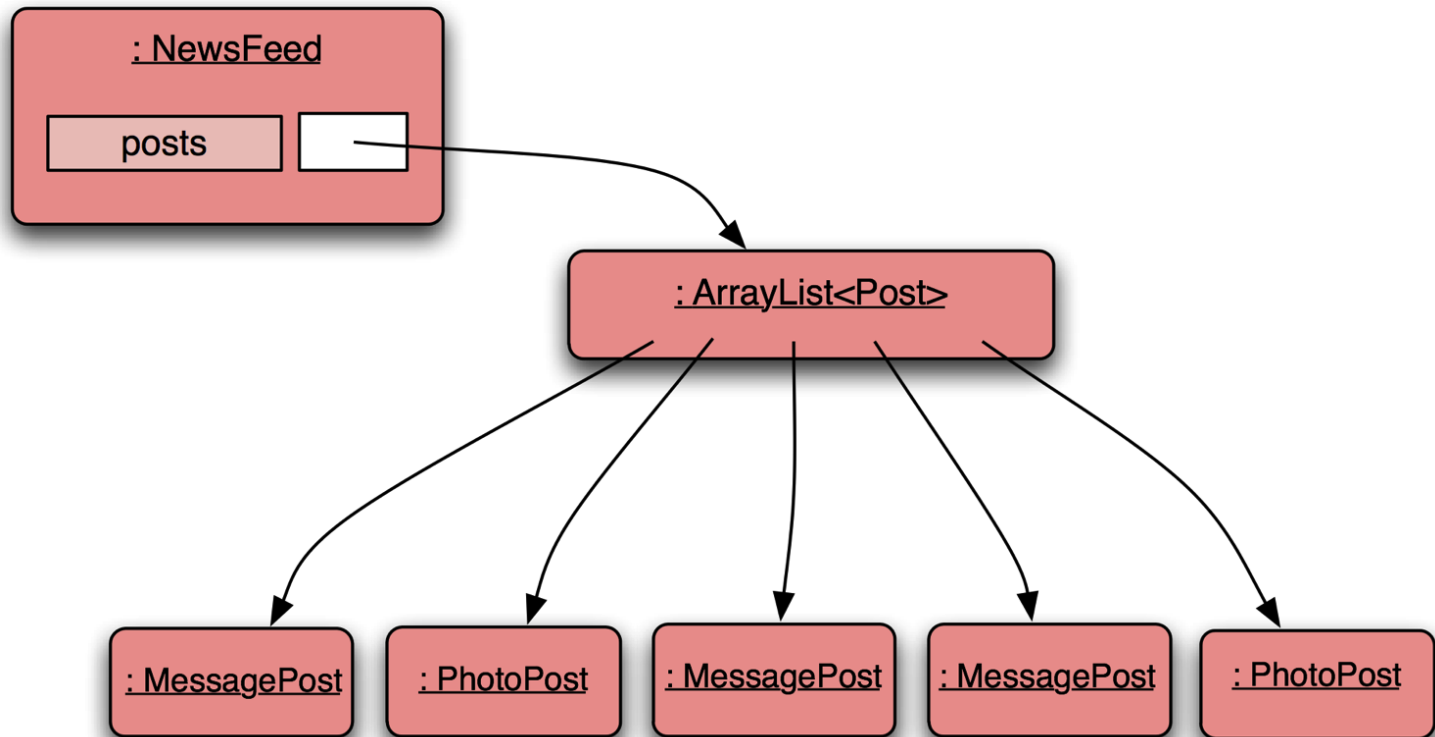 : NewsFeed
posts
: ArrayList<Post>
: MessagePost
: PhotoPost
: MessagePost
: MessagePost
: PhotoPost